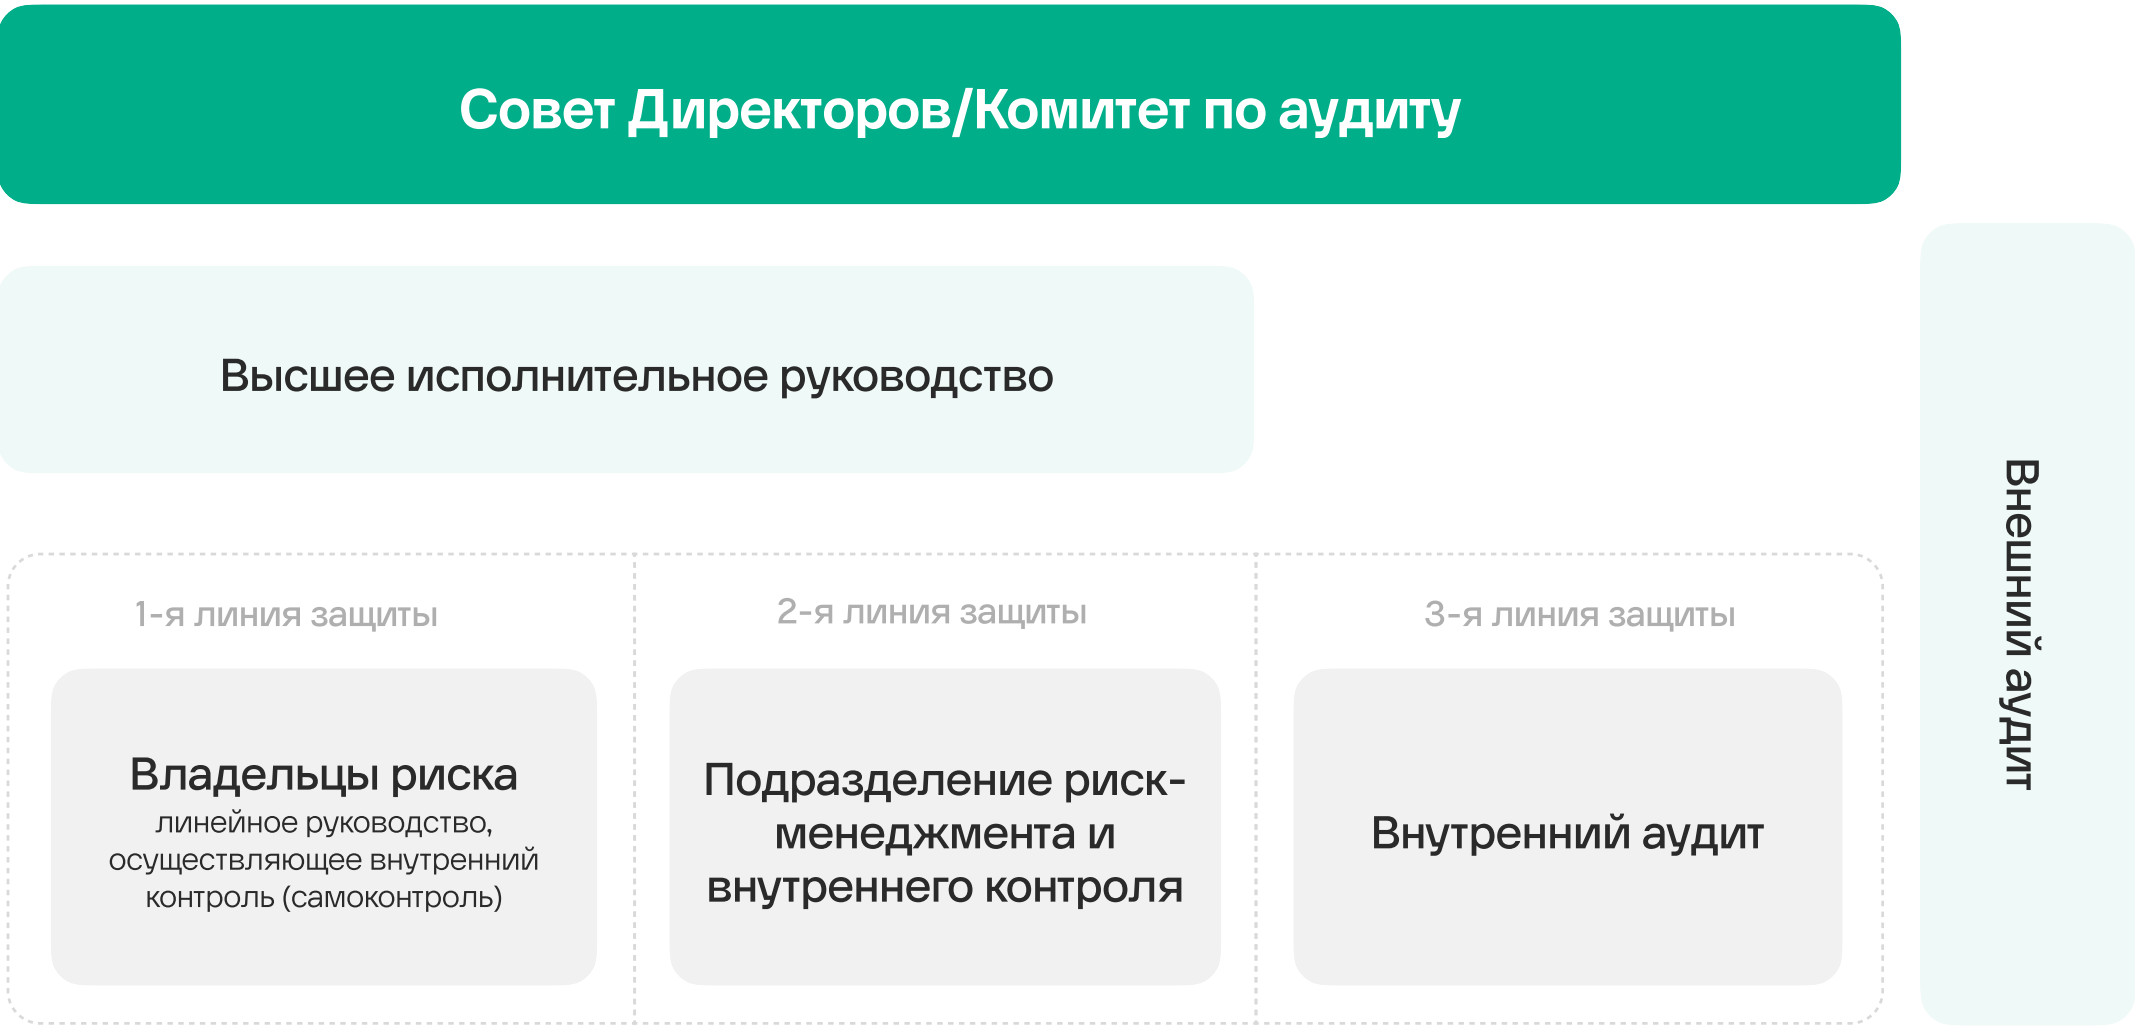 Совет Директоров/Комитет по аудиту
Высшее исполнительное руководство
1-я линия защиты
Владельцы риска
линейное руководство,
осуществляющее внутренний
контроль (самоконтроль)
2-я линия защиты
Подразделение риск-
менеджмента и
внутреннего контроля
3-я линия защиты
Внутренний аудит
Внешний аудит